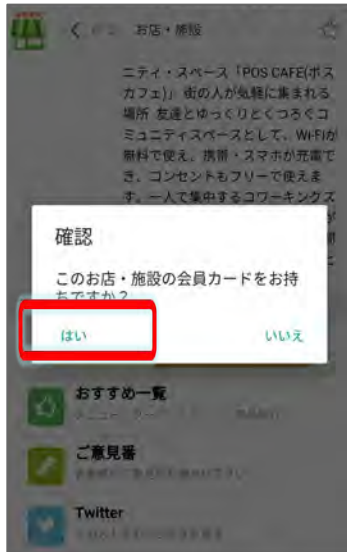 お店・施設
ニティ・スペース「POS CAFE(ポス
カフェ)」 街の人が気軽に集まれる
場所 友達とゆっくりとくつろぐコ
ミュニティスペースとして、Wi-Fiが
無料で使え、携帯・スマホが充電で
き、コンセントもフリーで使えま
す。一人で集中するコワーキングス
確認
このお店・施設の会員カードをお持
ちですか?
はい
いいえ
おすすめ一覧
ご意見番
Twitter